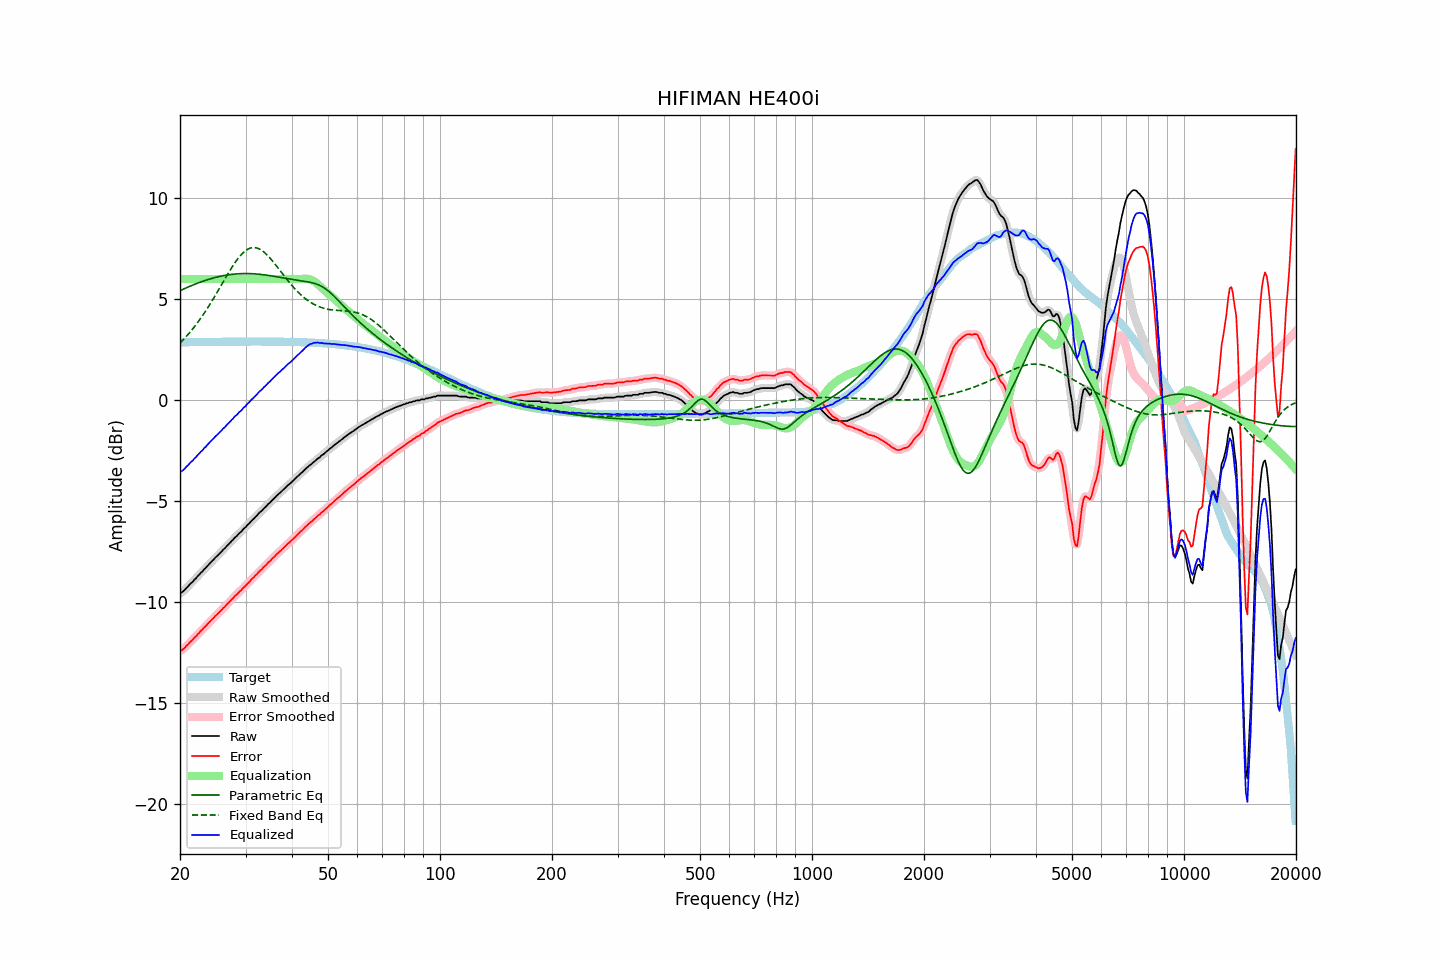 HIFIMAN HE400i
Amplitude (dBr)
10
5
0
−5
−10
−15
−20
Target
Raw Smoothed
Error Smoothed
Raw
Error
Equalization
Parametric Eq
Fixed Band Eq
Equalized
20 50 100 200 500 1000 2000 5000 10000 20000
Frequency (Hz)